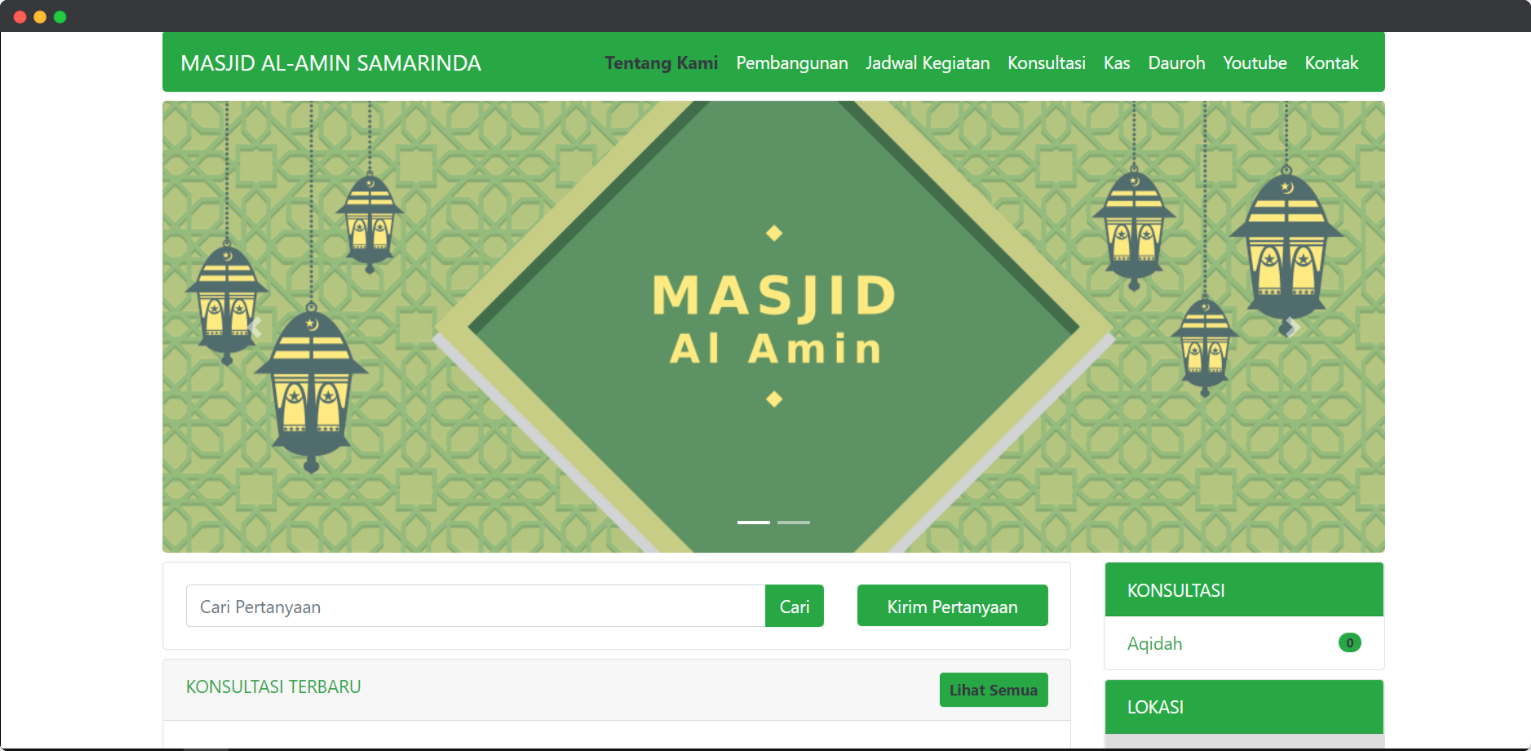 MASJID AL-AMIN SAMARINDA
Tentang Kami Pembangunan Jadwal Kegiatan Konsultasi Kas Dauroh Youtube Kontak
MASJID
Al Amin
Cari Pertanyaan Cari Kirim Pertanyaan
KONSULTASI TERBARU Lihat Semua
KONSULTASI
Aqidah 0
LOKASI